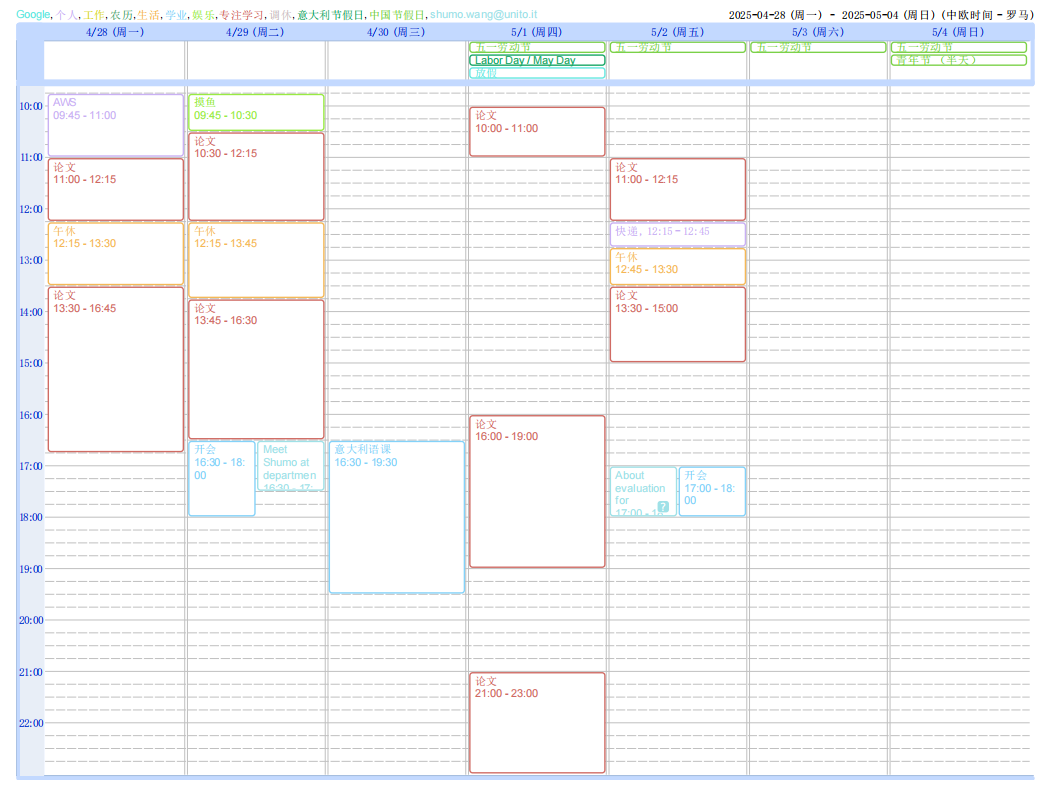 Google, 个人, 工作, 农历, 生活, 学业, 娱乐, 专注学习, 调休, 意大利节假日, 中国节假日, shumo.wang@unito.it
2025-04-28 (周一) - 2025-05-04 (周日) (中欧时间 - 罗马)
4/28 (周一)
4/29 (周二)
4/30 (周三)
5/1 (周四)
5/2 (周五)
5/3 (周六)
5/4 (周日)
五一劳动节
五一劳动节
五一劳动节
五一劳动节
Labor Day / May Day
青年节 (半天)
放假
10:00
11:00
12:00
13:00
14:00
15:00
16:00
17:00
18:00
19:00
20:00
21:00
22:00
AWS
09:45 - 11:00
论文
11:00 - 12:15
午休
12:15 - 13:30
论文
13:30 - 16:45
摸鱼
09:45 - 10:30
论文
10:30 - 12:15
午休
12:15 - 13:45
论文
13:45 - 16:30
开会
16:30 - 18:
00
Meet
Shumo at
departmen
16:30 - 17:
意大利语课
16:30 - 19:30
论文
10:00 - 11:00
论文
16:00 - 19:00
论文
21:00 - 23:00
论文
11:00 - 12:15
快递, 12:15 - 12:45
午休
12:45 - 13:30
论文
13:30 - 15:00
About
evaluation
for
17:00 - 18
?
开会
17:00 - 18:
00